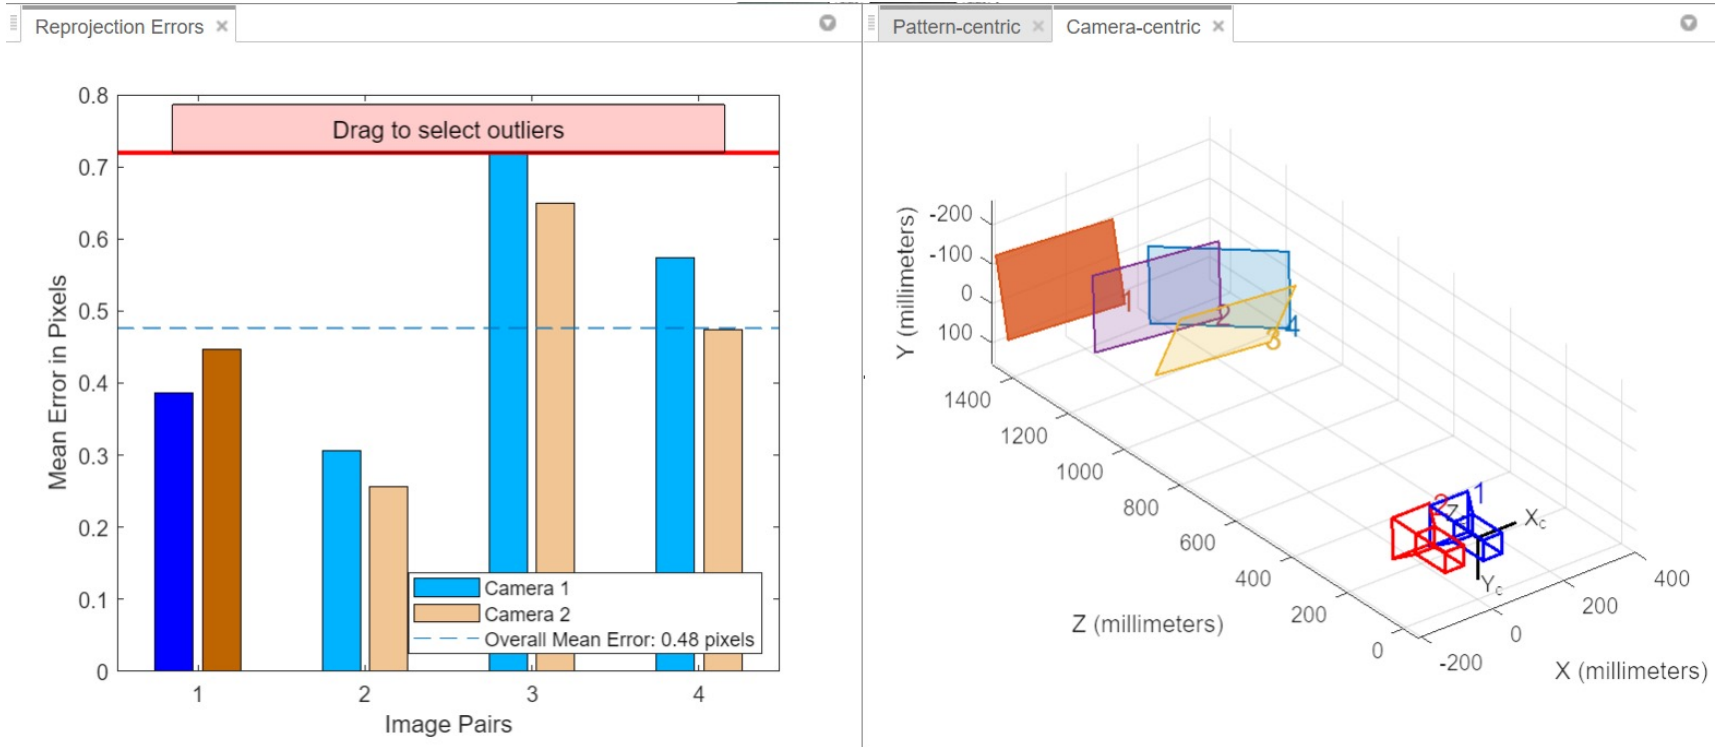 Reprojection Errors
0.8
0.7
0.6
0.5
0.4
0.3
0.2
0.1
0
Mean Error in Pixels
Drag to select outliers
Camera 1
Camera 2
Overall Mean Error: 0.48 pixels
1 2 3 4
Image Pairs
Pattern-centric Camera-centric
-200
-100
0
100
Y (millimeters)
1
2
3
4
1400
1200
1000
800
600
400
200
0
Z (millimeters)
2
1
Z
Xc
Yc
-200
0
200
400
X (millimeters)